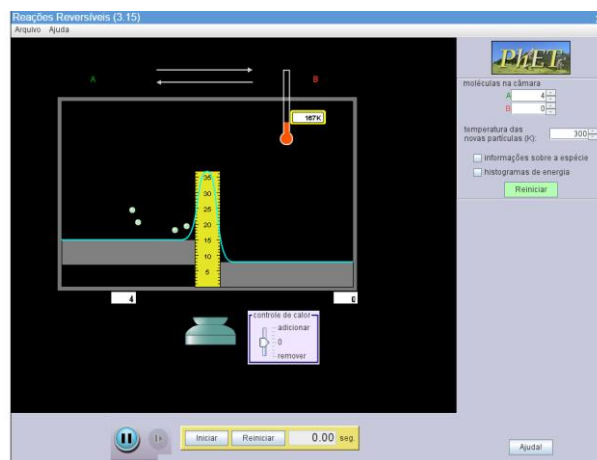 Reações Reversíveis (3.15)
Arquivo Ajuda
A
B
167K
35
30
25
20
15
10
5
4
0
controle de calor
adicionar
0
remover
Iniciar Reiniciar 0.00 seg.
PhET
moléculas na câmara
A 4
B 0
temperatura das
novas partículas (K): 300
informações sobre a espécie
histogramas de energia
Reiniciar
Ajuda!